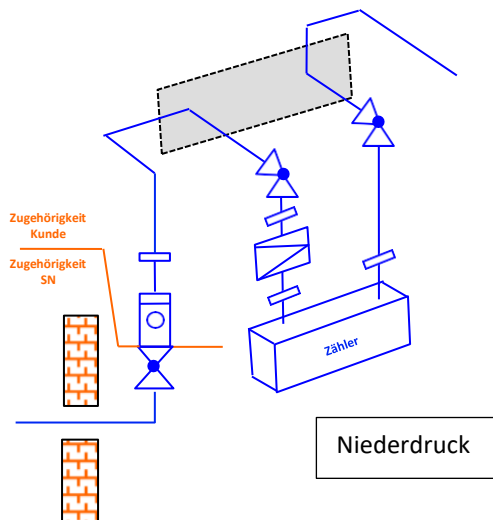 Zugehörigkeit
Kunde
Zugehörigkeit
SN
Zähler
Niederdruck